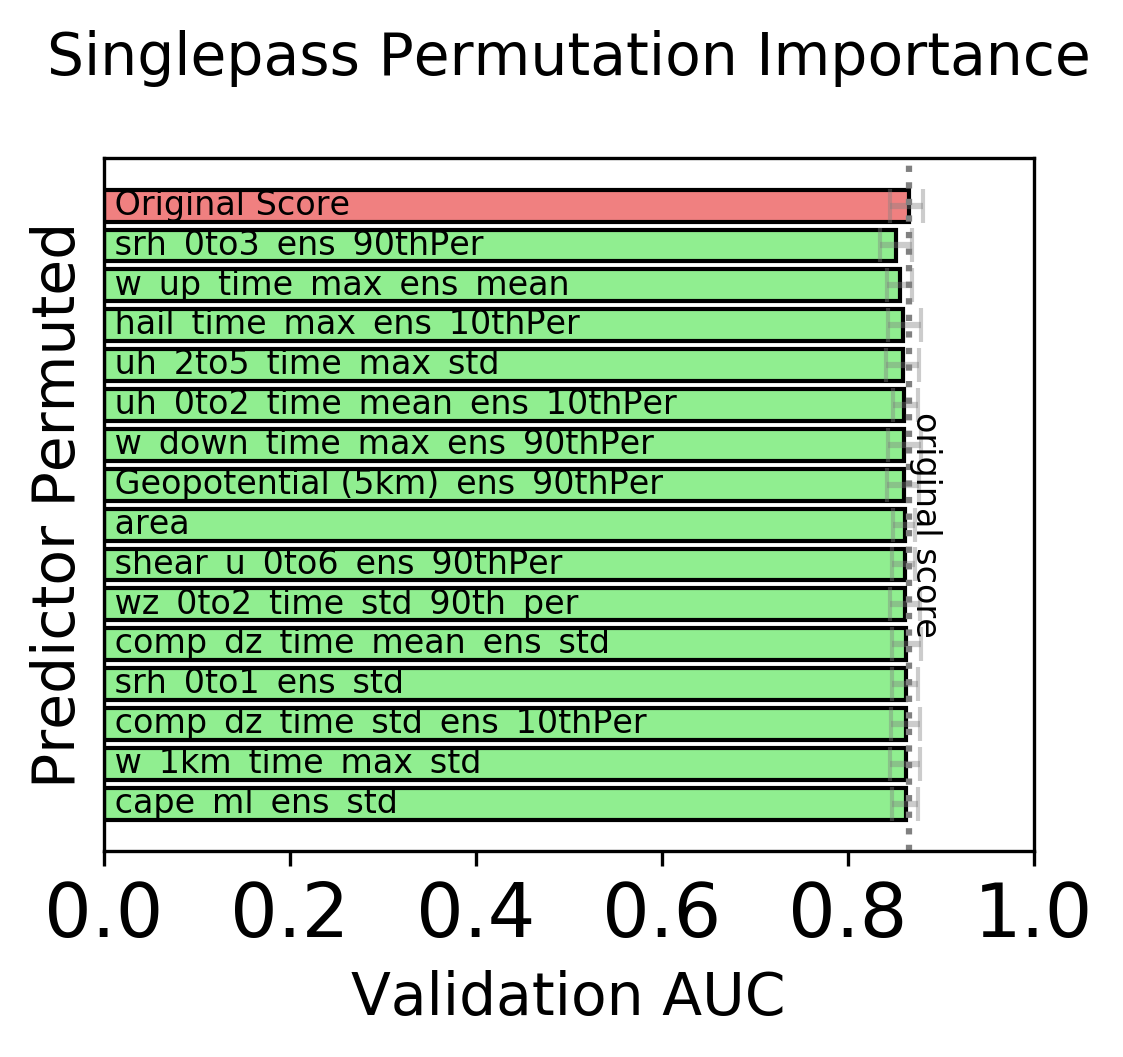 Singlepass Permutation Importance
Predictor Permuted
Original Score
srh_0to3_ens_90thPer
w_up_time_max_ens_mean
hail_time_max_ens_10thPer
uh_2to5_time_max_std
uh_0to2_time_mean_ens_10thPer
w_down_time_max_ens_90thPer
Geopotential (5km)_ens_90thPer
area
shear_u_0to6_ens_90thPer
wz_0to2_time_std_90th_per
comp_dz_time_mean_ens_std
srh_0to1_ens_std
comp_dz_time_std_ens_10thPer
w_1km_time_max_std
cape_ml_ens_std
original score
0.0 0.2 0.4 0.6 0.8 1.0
Validation AUC